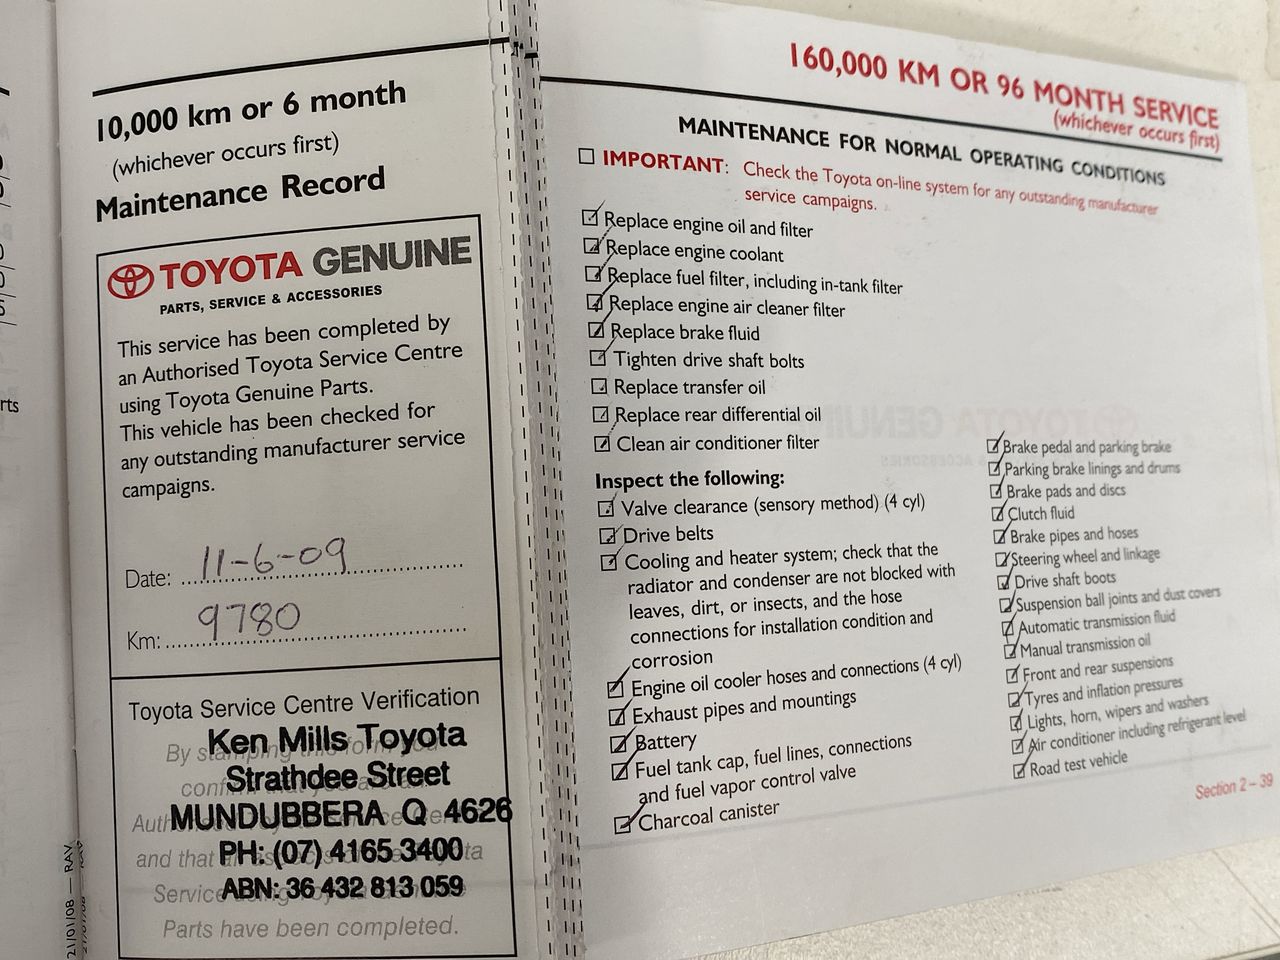 10,000 km or 6 month
(whichever occurs first)
Maintenance Record
TOYOTA GENUINE
PARTS, SERVICE & ACCESSORIES
This service has been completed by
an Authorised Toyota Service Centre
using Toyota Genuine Parts.
This vehicle has been checked for
any outstanding manufacturer service
campaigns.
Date: 11-6-09
Km: 9780
Toyota Service Centre Verification
Ken Mills Toyota
Strathdee Street
MUNDUBBERA Q 4626
PH: (07) 4165 3400
ABN: 36 432 813 059
Parts have been completed.
21/01/08 — RAV
rts
160,000 KM OR 96 MONTH SERVICE
(whichever occurs first)
MAINTENANCE FOR NORMAL OPERATING CONDITIONS
IMPORTANT: Check the Toyota on-line system for any outstanding manufacturer
service campaigns.
Replace engine oil and filter
Replace engine coolant
Replace fuel filter, including in-tank filter
Replace engine air cleaner filter
Replace brake fluid
Tighten drive shaft bolts
Replace transfer oil
Replace rear differential oil
Clean air conditioner filter
Inspect the following:
Valve clearance (sensory method) (4 cyl)
Drive belts
Cooling and heater system; check that the
radiator and condenser are not blocked with
leaves, dirt, or insects, and the hose
connections for installation condition and
corrosion
Engine oil cooler hoses and connections (4 cyl)
Exhaust pipes and mountings
Battery
Fuel tank cap, fuel lines, connections
and fuel vapor control valve
Charcoal canister
Brake pedal and parking brake
Parking brake linings and drums
Brake pads and discs
Clutch fluid
Brake pipes and hoses
Steering wheel and linkage
Drive shaft boots
Suspension ball joints and dust covers
Automatic transmission fluid
Manual transmission oil
Front and rear suspensions
Tyres and inflation pressures
Lights, horn, wipers and washers
Air conditioner including refrigerant level
Road test vehicle
Section 2 – 39